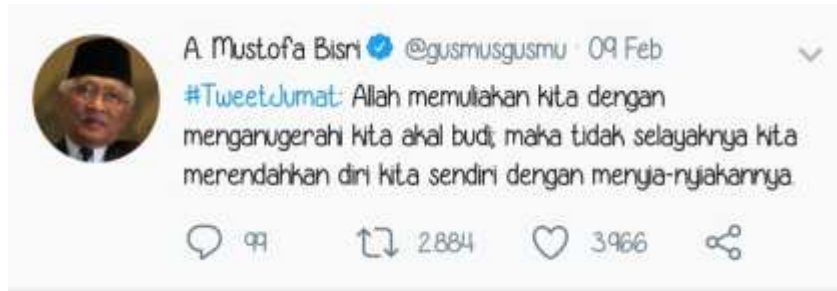 A. Mustofa Bisri @gusmusgusmu · 09 Feb
#TweetJumat: Allah memuliakan kita dengan
menganugerahi kita akal budi; maka tidak selayaknya kita
merendahkan diri kita sendiri dengan menyia-nyiakannya.
99 2.884 3.966